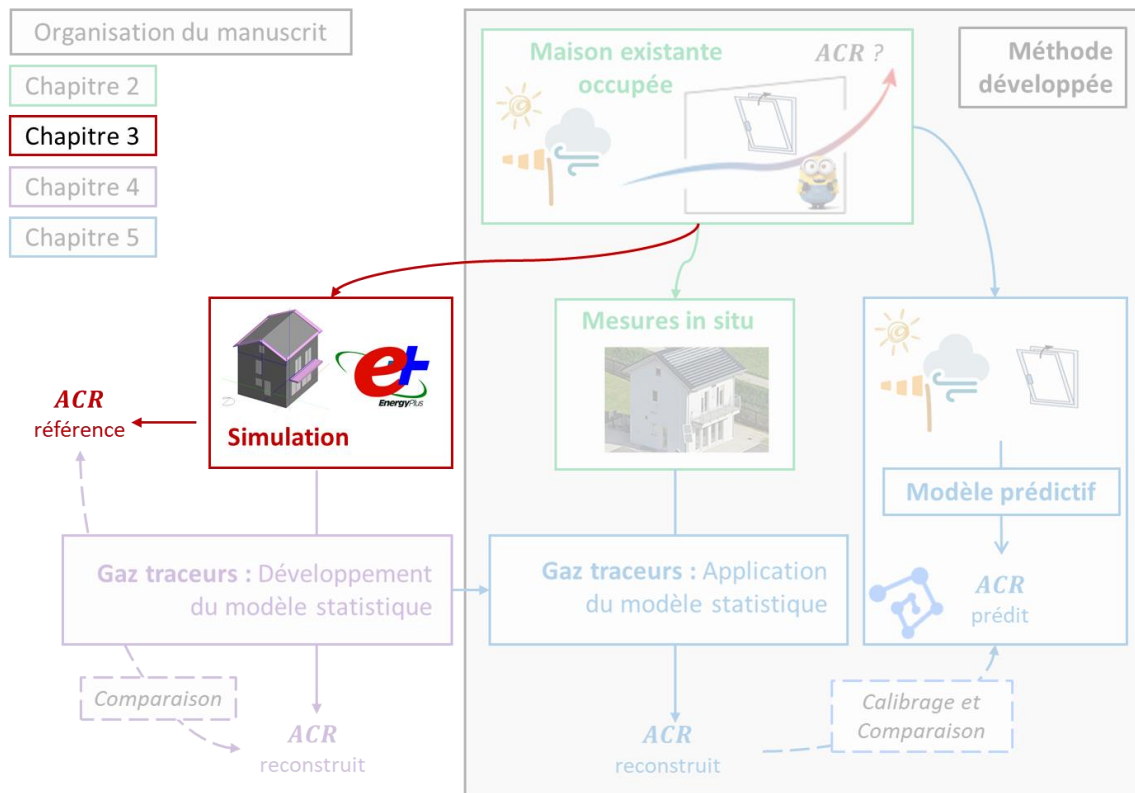 Organisation du manuscrit
Chapitre 2
Chapitre 3
Chapitre 4
Chapitre 5
Maison existante
occupée
ACR ?
Méthode
développée
Simulation
e+
EnergyPlus
ACR
référence
Mesures in situ
Modèle prédictif
ACR
prédit
Gaz traceurs : Développement
du modèle statistique
Gaz traceurs : Application
du modèle statistique
Comparaison
ACR
reconstruit
ACR
reconstruit
Calibrage et
Comparaison